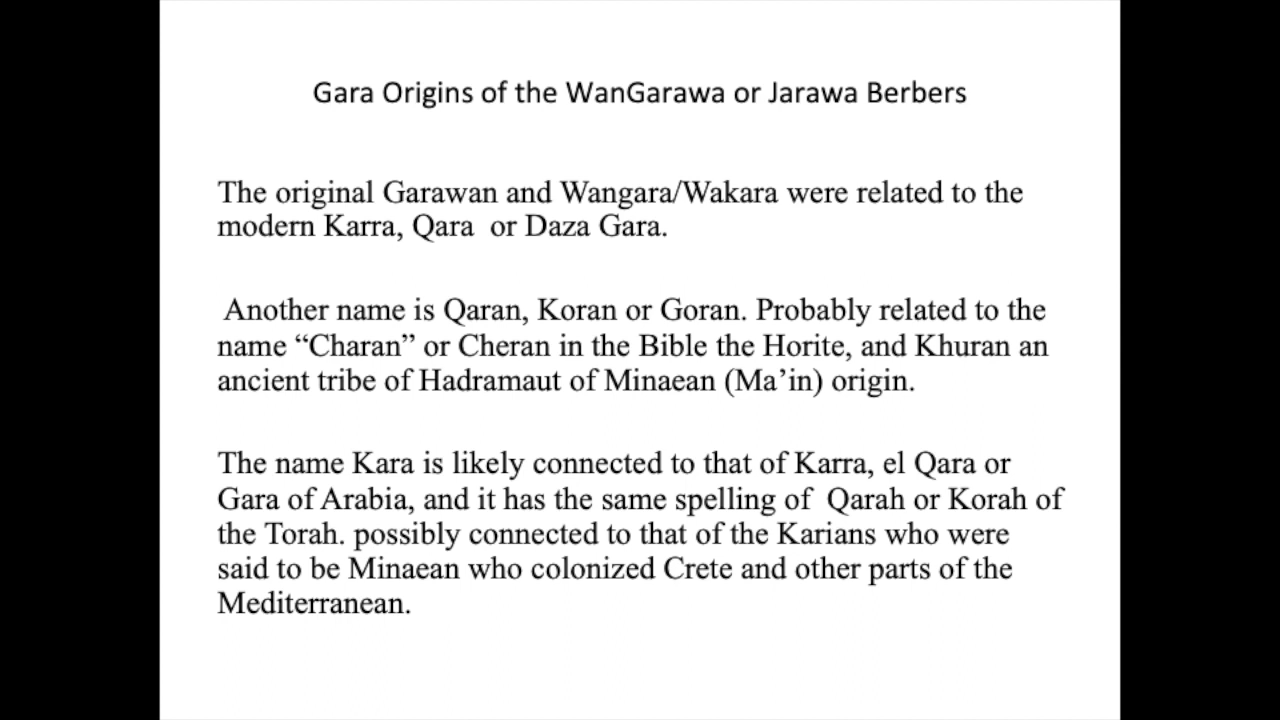 Gara Origins of the WanGarawa or Jarawa Berbers
The original Garawan and Wangara/Wakara were related to the
modern Karra, Qara or Daza Gara.
Another name is Qaran, Koran or Goran. Probably related to the
name “Charan” or Cheran in the Bible the Horite, and Khuran an
ancient tribe of Hadramaut of Minaean (Ma’in) origin.
The name Kara is likely connected to that of Karra, el Qara or
Gara of Arabia, and it has the same spelling of Qarah or Korah of
the Torah. possibly connected to that of the Karians who were
said to be Minaean who colonized Crete and other parts of the
Mediterranean.